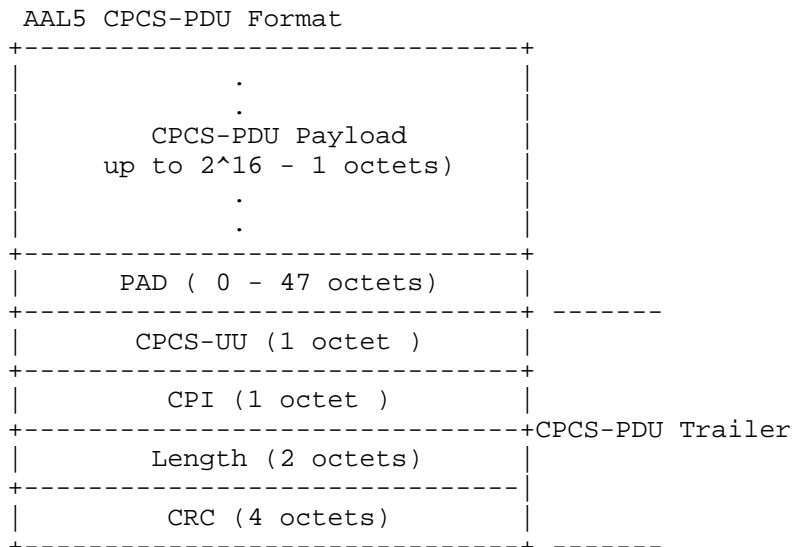 AAL5 CPCS-PDU Format
+-------------------------------+
|               .               |
|               .               |
|        CPCS-PDU Payload       |
|     up to 2^16 - 1 octets)    |
|               .               |
|               .               |
+-------------------------------+
|      PAD ( 0 - 47 octets)     |
+-------------------------------+ -------
|       CPCS-UU (1 octet )      |
+-------------------------------+
|         CPI (1 octet )        |
+-------------------------------+CPCS-PDU Trailer
|        Length (2 octets)      |
+-------------------------------|
|         CRC (4 octets)        |
+-------------------------------+ -------